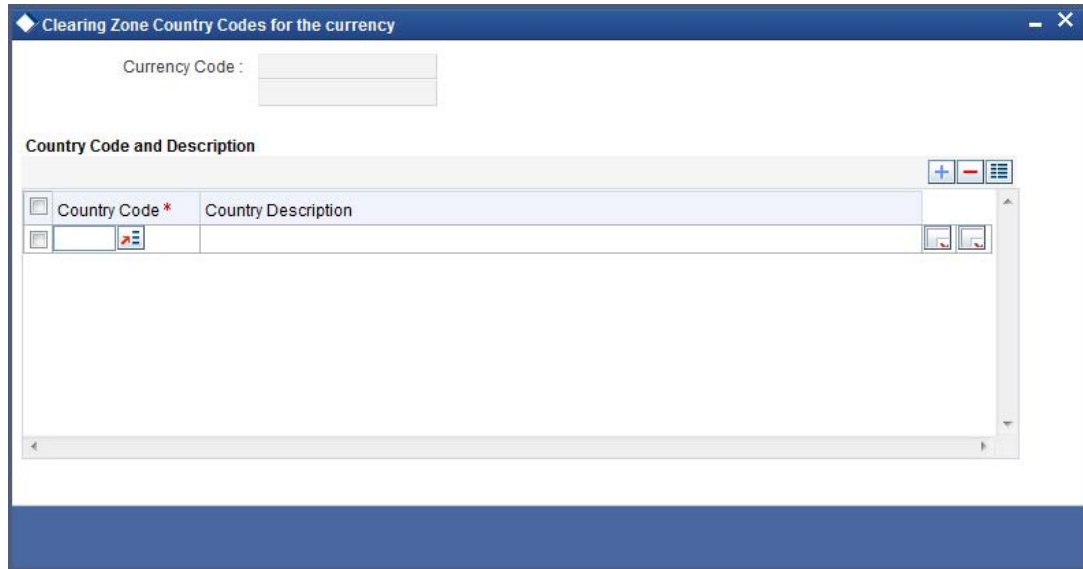 Clearing Zone Country Codes for the currency
Currency Code :
Country Code and Description
Country Code * Country Description